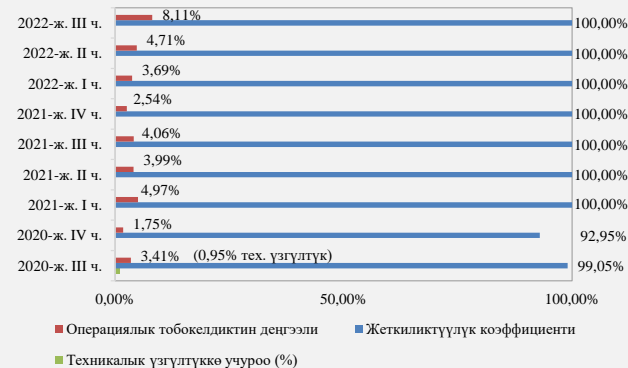 2022-ж. III ч. 8,11% 100,00%
2022-ж. II ч. 4,71% 100,00%
2022-ж. I ч. 3,69% 100,00%
2021-ж. IV ч. 2,54% 100,00%
2021-ж. III ч. 4,06% 100,00%
2021-ж. II ч. 3,99% 100,00%
2021-ж. I ч. 4,97% 100,00%
2020-ж. IV ч. 1,75% 92,95%
2020-ж. III ч. 3,41% (0,95% тех. үзгүлтүк) 99,05%
0,00% 50,00% 100,00%
Операциялык тобокелдиктин деңгээли Жеткиликтүүлүк коэффициенти
Техникалык үзгүлтүккө учуроо (%)